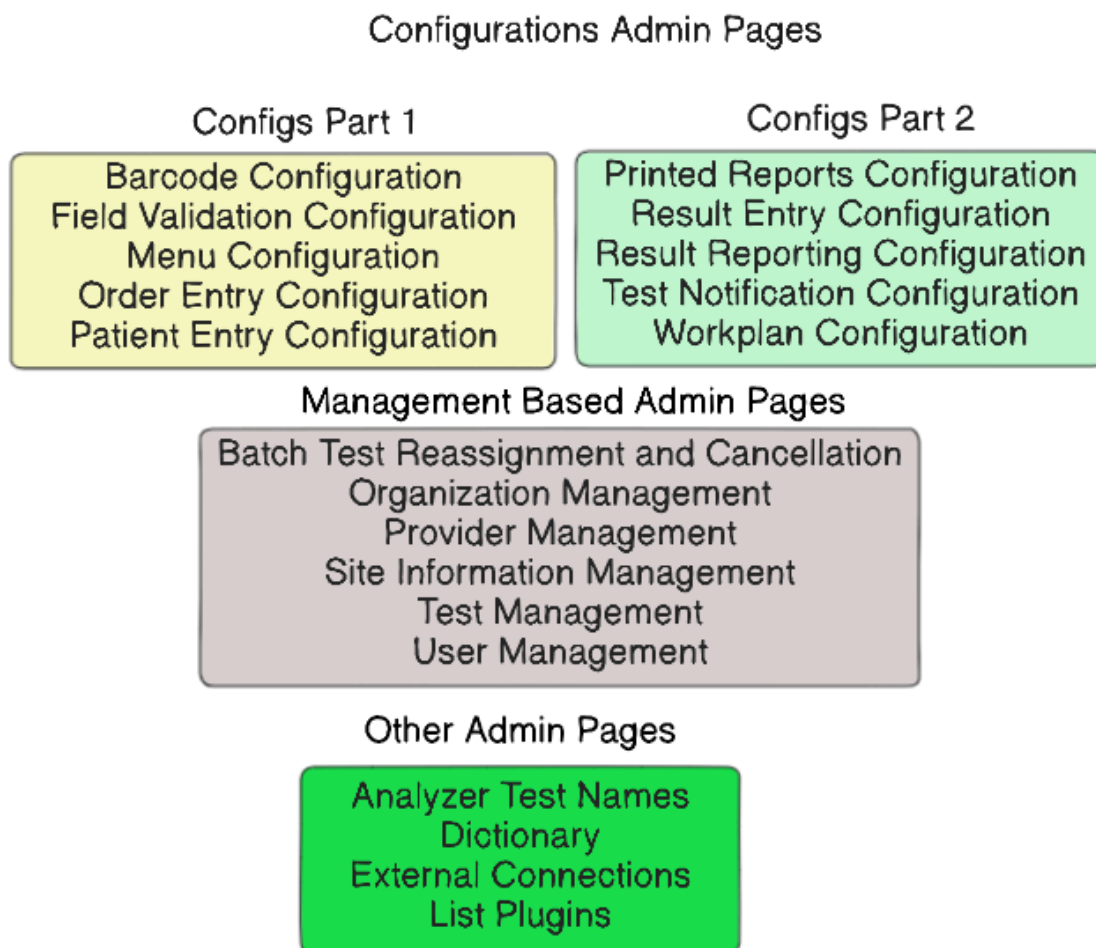 Configurations Admin Pages
Configs Part 1
Barcode Configuration
Field Validation Configuration
Menu Configuration
Order Entry Configuration
Patient Entry Configuration
Configs Part 2
Printed Reports Configuration
Result Entry Configuration
Result Reporting Configuration
Test Notification Configuration
Workplan Configuration
Management Based Admin Pages
Batch Test Reassignment and Cancellation
Organization Management
Provider Management
Site Information Management
Test Management
User Management
Other Admin Pages
Analyzer Test Names
Dictionary
External Connections
List Plugins